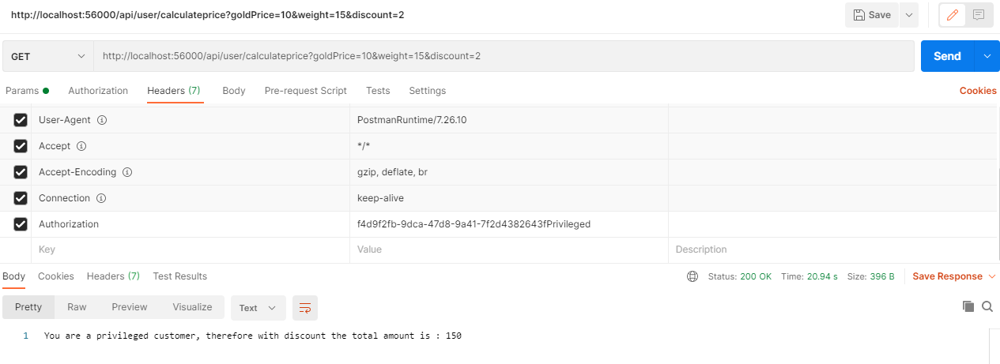 http://localhost:56000/api/user/calculateprice?goldPrice=10&weight=15&discount=2 Save
GET http://localhost:56000/api/user/calculateprice?goldPrice=10&weight=15&discount=2 Send
Params Authorization Headers (7) Body Pre-request Script Tests Settings Cookies
User-Agent PostmanRuntime/7.26.10
Accept */*
Accept-Encoding gzip, deflate, br
Connection keep-alive
Authorization f4d9f2fb-9dca-47d8-9a41-7f2d4382643fPrivileged
Key Value Description
Body Cookies Headers (7) Test Results Status: 200 OK Time: 20.94 s Size: 396 B Save Response
Pretty Raw Preview Visualize Text
1 You are a privileged customer, therefore with discount the total amount is : 150